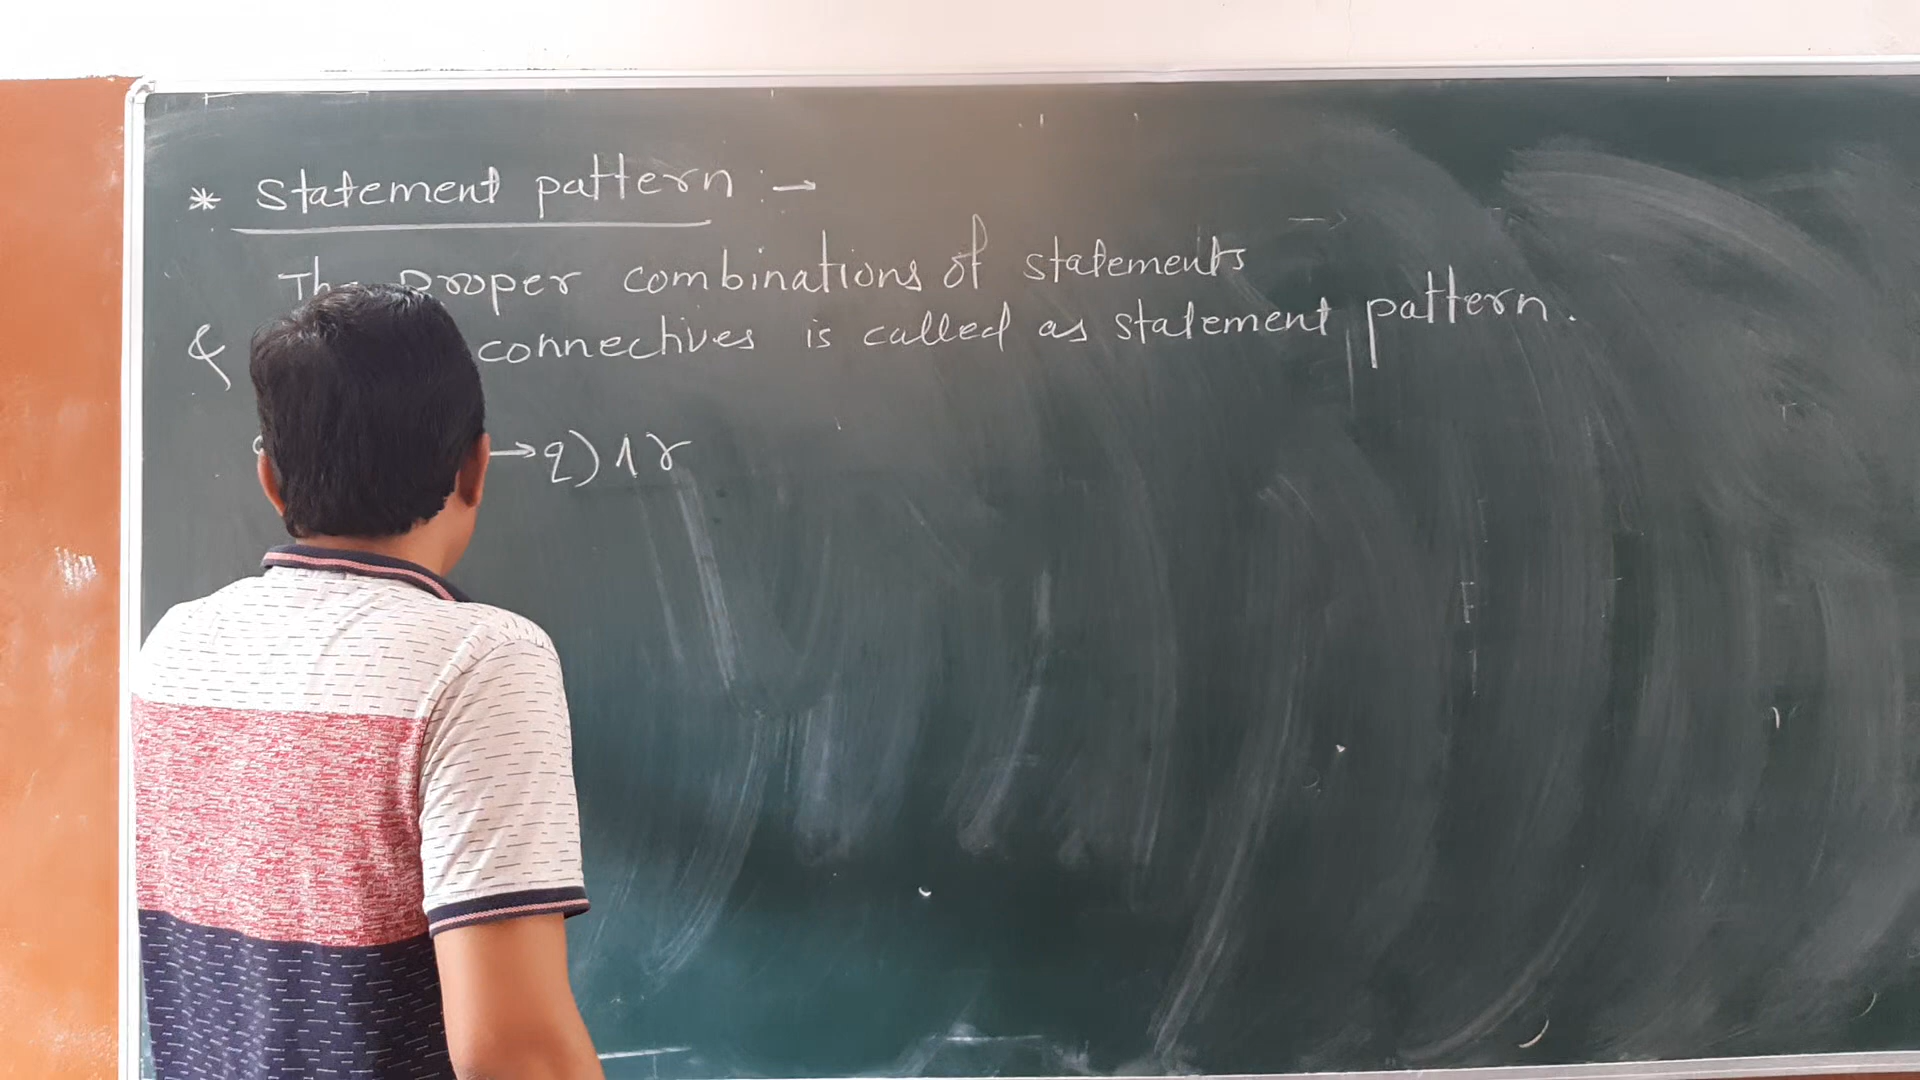 * Statement pattern :-
The proper combinations of statements
& connectives is called as statement pattern.
→q)∧r